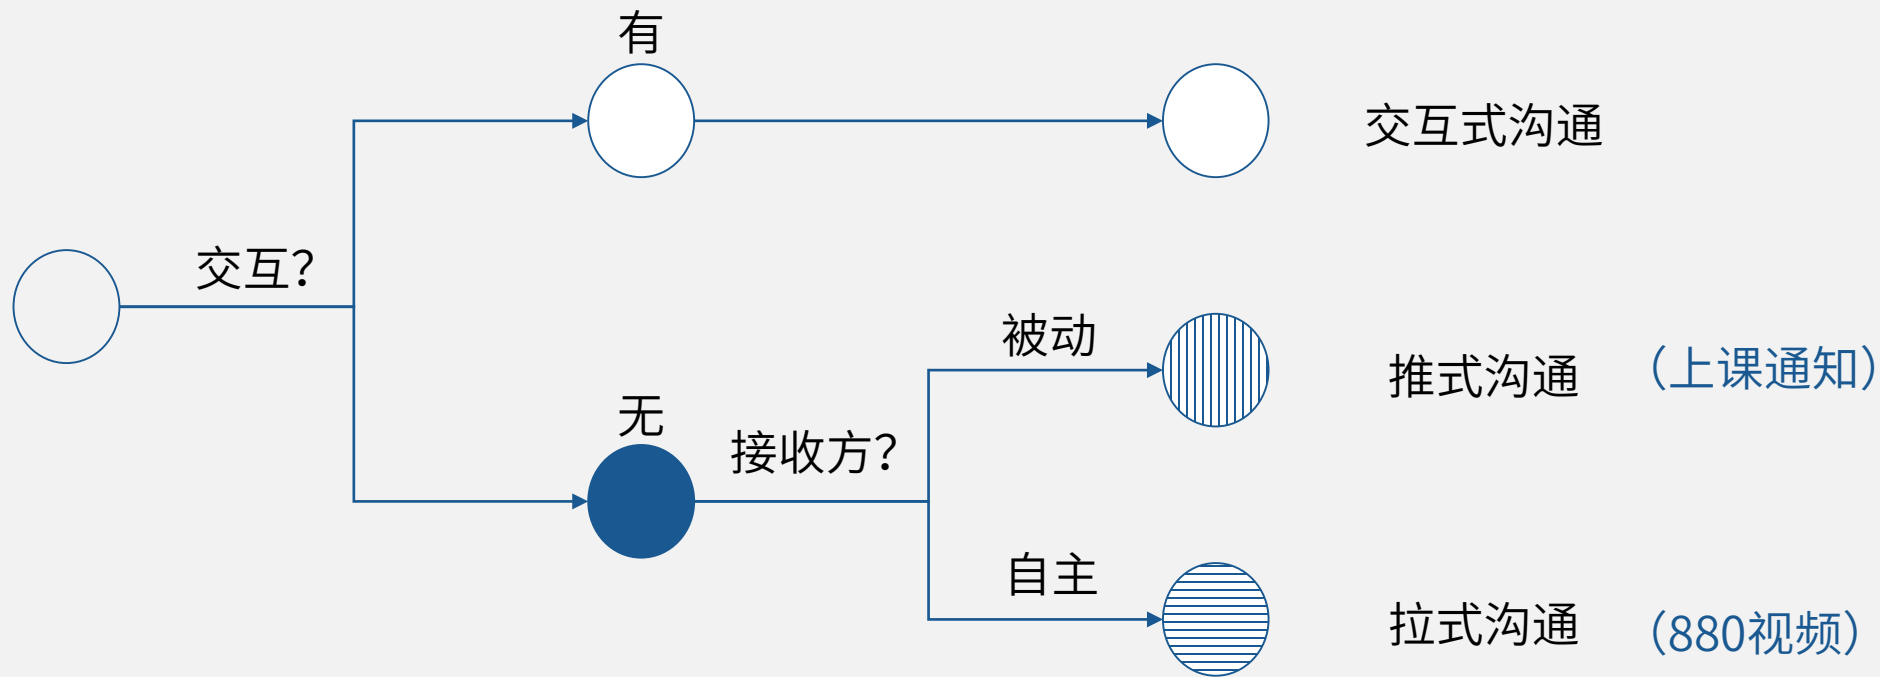 有
交互式沟通
交互？
被动
推式沟通 （上课通知）
无
接收方？
自主
拉式沟通 （880视频）